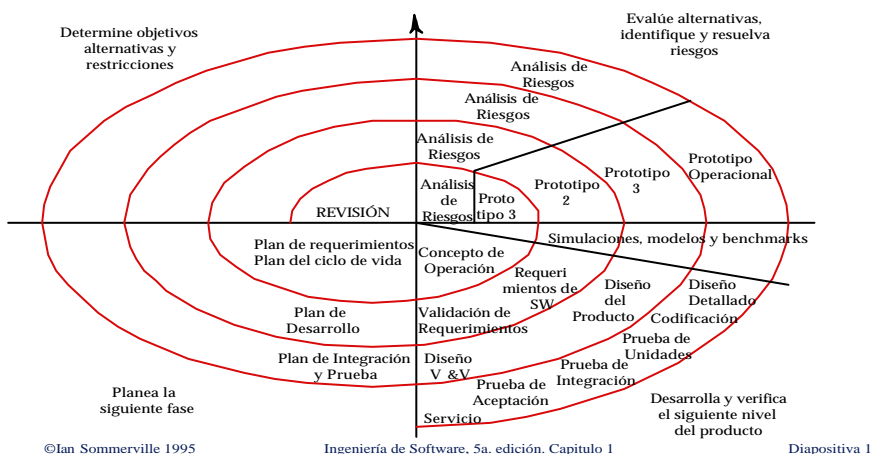 Determine objetivos
alternativas y
restricciones
Evalúe alternativas,
identifique y resuelva
riesgos
Análisis de
Riesgos
Análisis de
Riesgos
Análisis de
Riesgos
Análisis
de
Riesgos
Proto
tipo 3
Prototipo
2
Prototipo
3
Prototipo
Operacional
REVISIÓN
Simulaciones, modelos y benchmarks
Plan de requerimientos
Plan del ciclo de vida
Concepto de
Operación
Requeri
mientos de
SW
Diseño
del
Producto
Diseño
Detallado
Codificación
Plan de
Desarrollo
Validación de
Requerimientos
Prueba de
Unidades
Plan de Integración
y Prueba
Diseño
V &V
Prueba de
Integración
Prueba de
Aceptación
Servicio
Planea la
siguiente fase
Desarrolla y verifica
el siguiente nivel
del producto
©Ian Sommerville 1995
Ingeniería de Software, 5a. edición. Capitulo 1
Diapositiva 1